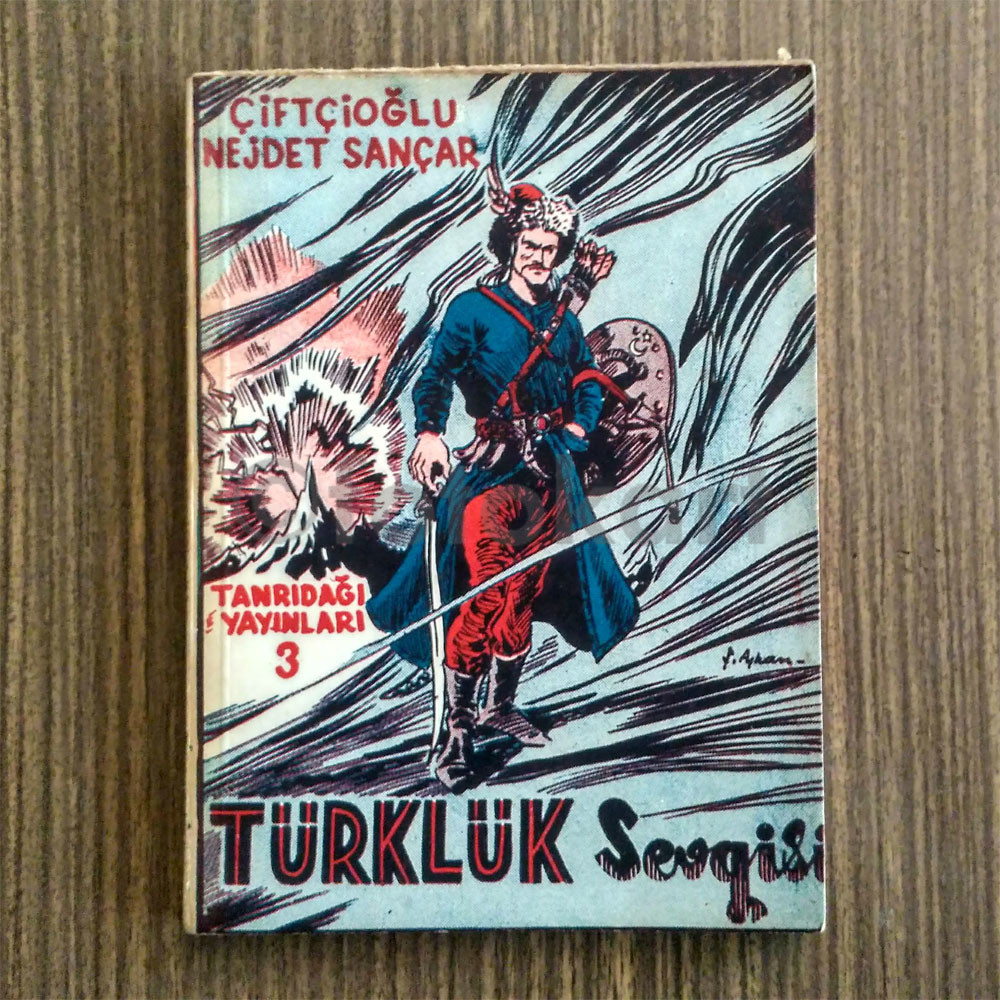 ÇİFTÇİOĞLU
NEJDET SANÇAR
TANRIDAĞI
YAYINLARI
3
TÜRKLÜK Sevgisi